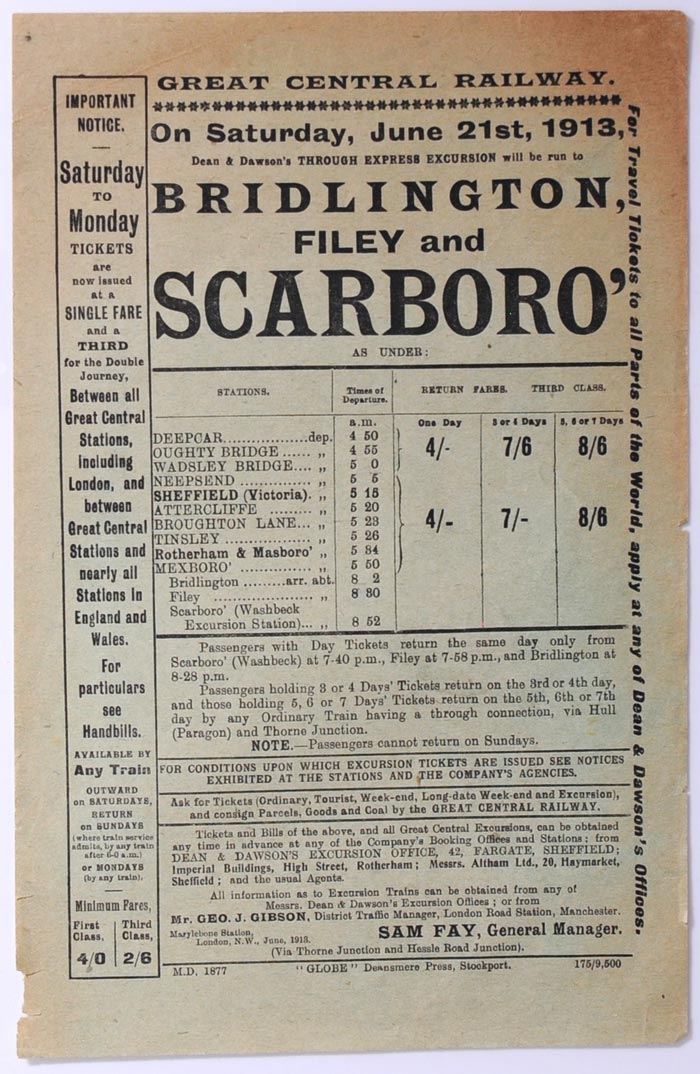 GREAT CENTRAL RAILWAY.
On Saturday, June 21st, 1913,
Dean & Dawson's THROUGH EXPRESS EXCURSION will be run to
BRIDLINGTON,
FILEY and
SCARBORO'
AS UNDER:
STATIONS. Times of Departure. RETURN FARES. THIRD CLASS.
a.m. One Day 3 or 4 Days 5, 6 or 7 Days
DEEPCAR..................dep. 4 50
OUGHTY BRIDGE ...... „ 4 55 4/- 7/6 8/6
WADSLEY BRIDGE.... „ 5 0
NEEPSEND ............... „ 5 5
SHEFFIELD (Victoria). „ 5 15
ATTERCLIFFE ......... „ 5 20
BROUGHTON LANE... „ 5 23 4/- 7/- 8/6
TINSLEY .................. „ 5 26
Rotherham & Masboro' „ 5 34
MEXBORO' ............... „ 5 50
Bridlington .........arr. abt. 8 2
Filey ..................... „ 8 30
Scarboro' (Washbeck
Excursion Station)... „ 8 52
Passengers with Day Tickets return the same day only from
Scarboro' (Washbeck) at 7-40 p.m., Filey at 7-58 p.m., and Bridlington at
8-28 p.m.
Passengers holding 3 or 4 Days' Tickets return on the 3rd or 4th day,
and those holding 5, 6 or 7 Days' Tickets return on the 5th, 6th or 7th
day by any Ordinary Train having a through connection, via Hull
(Paragon) and Thorne Junction.
NOTE.—Passengers cannot return on Sundays.
FOR CONDITIONS UPON WHICH EXCURSION TICKETS ARE ISSUED SEE NOTICES
EXHIBITED AT THE STATIONS AND THE COMPANY'S AGENCIES.
Ask for Tickets (Ordinary, Tourist, Week-end, Long-date Week-end and Excursion),
and consign Parcels, Goods and Coal by the GREAT CENTRAL RAILWAY.
Tickets and Bills of the above, and all Great Central Excursions, can be obtained
any time in advance at any of the Company's Booking Offices and Stations; from
DEAN & DAWSON'S EXCURSION OFFICE, 42, FARGATE, SHEFFIELD;
Imperial Buildings, High Street, Rotherham; Messrs. Altham Ltd., 20, Haymarket,
Sheffield; and the usual Agents.
All information as to Excursion Trains can be obtained from any of
Messrs. Dean & Dawson's Excursion Offices; or from
Mr. GEO. J. GIBSON, District Traffic Manager, London Road Station, Manchester.
Marylebone Station,
London, N.W., June, 1913.
SAM FAY, General Manager.
(Via Thorne Junction and Hessle Road Junction).
M.D. 1877 "GLOBE" Deansmere Press, Stockport. 175/9,500
IMPORTANT
NOTICE.
Saturday
TO
Monday
TICKETS
are
now issued
at a
SINGLE FARE
and a
THIRD
for the Double
Journey,
Between all
Great Central
Stations,
including
London, and
between
Great Central
Stations and
nearly all
Stations in
England and
Wales.
For
particulars
see
Handbills.
AVAILABLE BY
Any Train
OUTWARD
on SATURDAYS,
RETURN
on SUNDAYS
(where train service
admits, by any train
after 6-0 a.m.)
or MONDAYS
(by any train).
Minimum Fares,
First Class, Third Class,
4/0 2/6
For Travel Tickets to all Parts of the World, apply at any of Dean & Dawson's Offices.